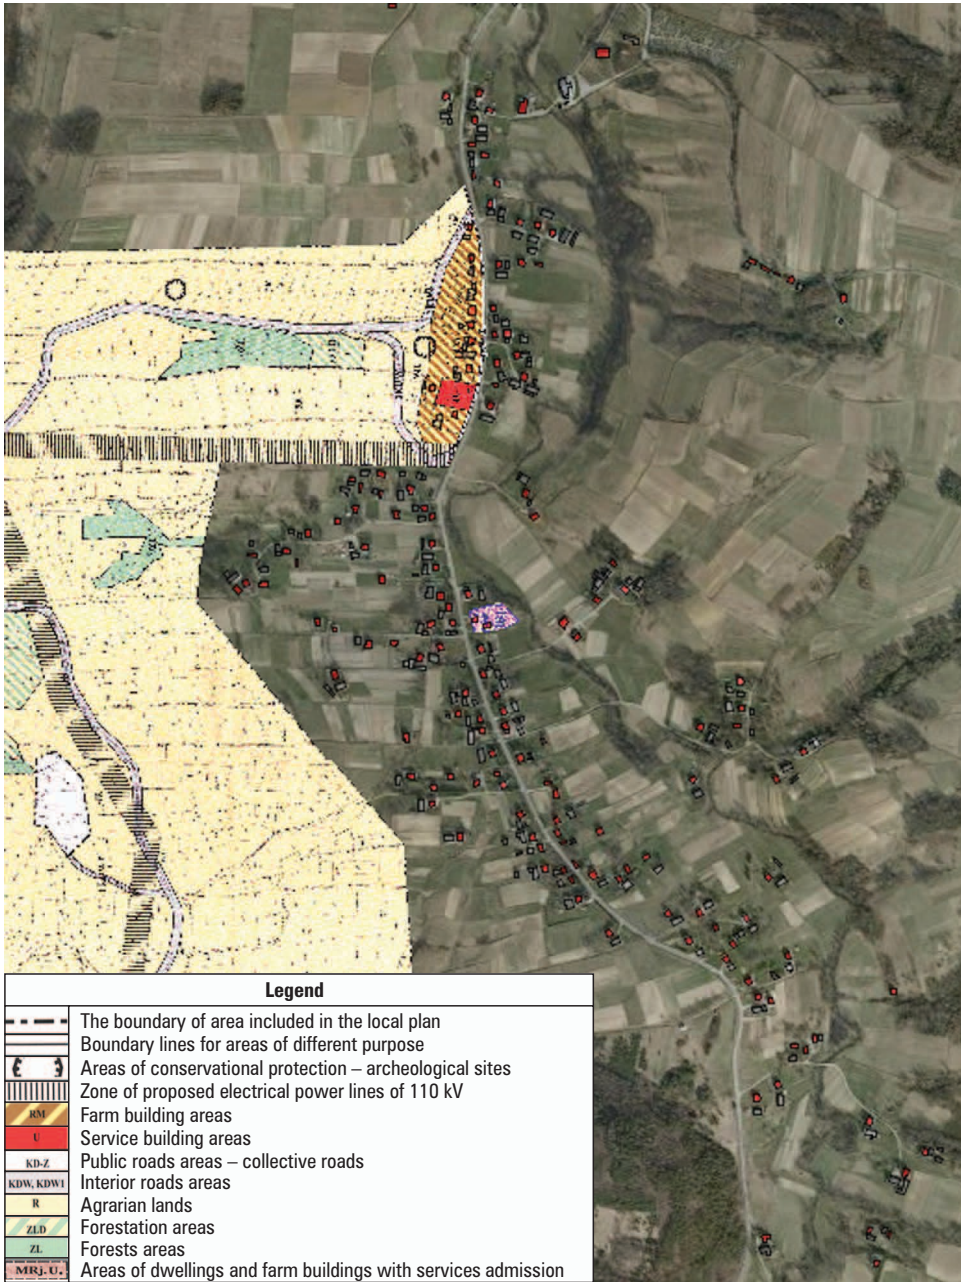 Legend
The boundary of area included in the local plan
Boundary lines for areas of different purpose
Areas of conservational protection – archeological sites
Zone of proposed electrical power lines of 110 kV
RM Farm building areas
U Service building areas
KD-Z Public roads areas – collective roads
KDW, KDW1 Interior roads areas
R Agrarian lands
ZLD Forestation areas
ZL Forests areas
MRj.U. Areas of dwellings and farm buildings with services admission